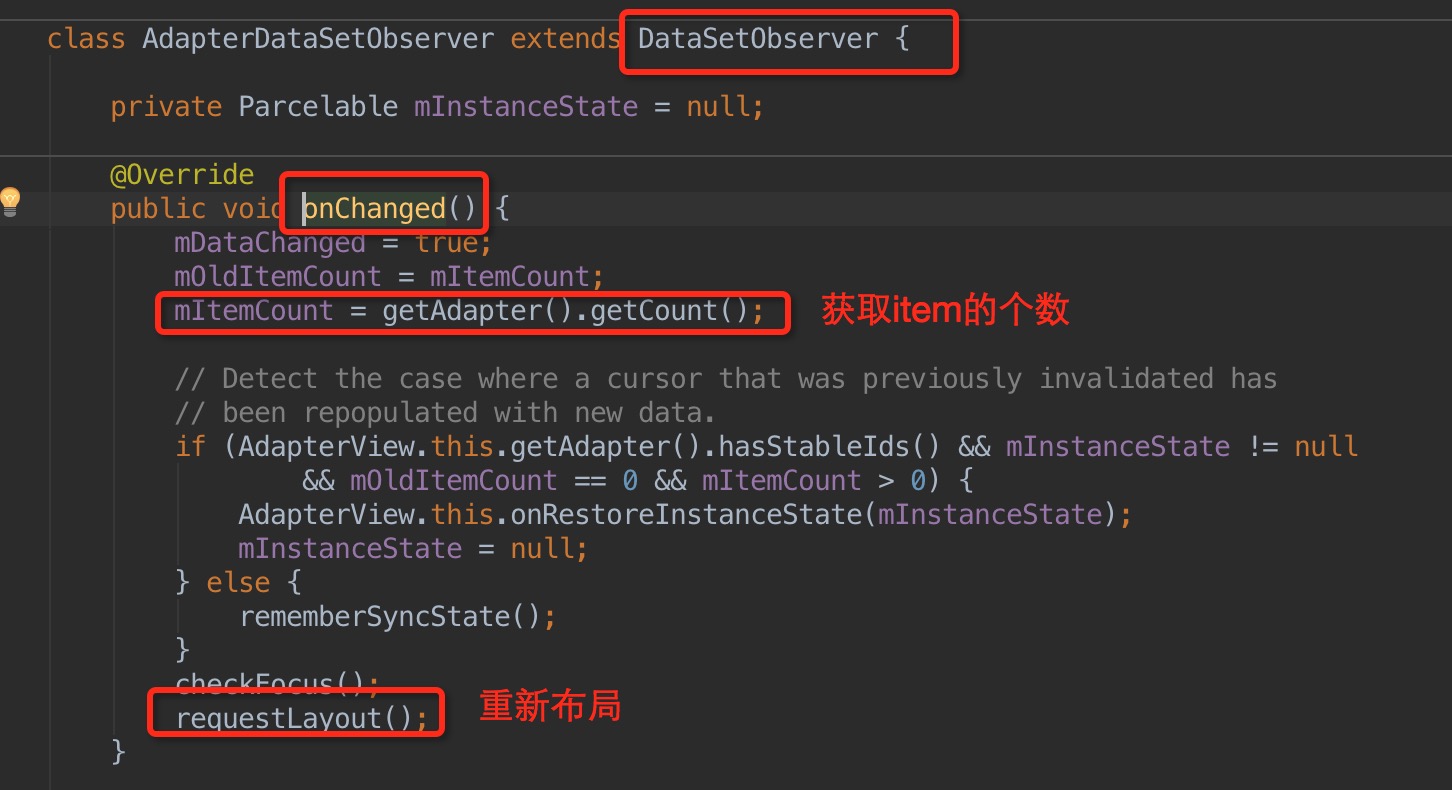 class AdapterDataSetObserver extends DataSetObserver {
private Parcelable mInstanceState = null;
@Override
public void onChanged() {
mDataChanged = true;
mOldItemCount = mItemCount;
mItemCount = getAdapter().getCount(); 获取item的个数
// Detect the case where a cursor that was previously invalidated has
// been repopulated with new data.
if (AdapterView.this.getAdapter().hasStableIds() && mInstanceState != null
&& mOldItemCount == 0 && mItemCount > 0) {
AdapterView.this.onRestoreInstanceState(mInstanceState);
mInstanceState = null;
} else {
rememberSyncState();
}
checkFocus();
requestLayout(); 重新布局
}